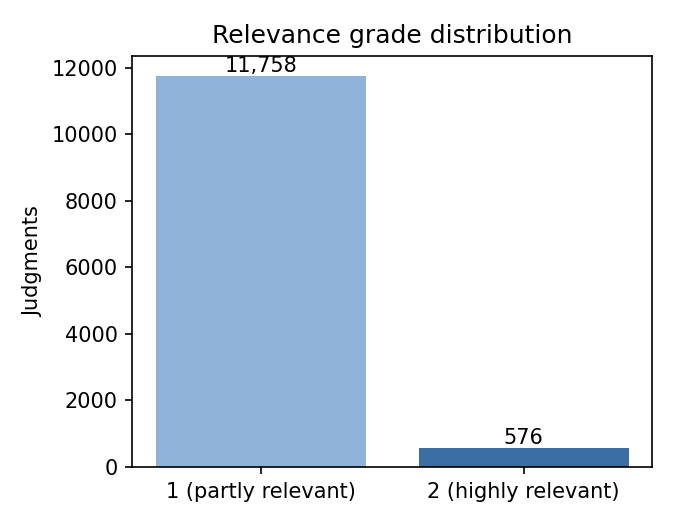 Relevance grade distribution
Judgments
12000
10000
8000
6000
4000
2000
0
11,758
576
1 (partly relevant)
2 (highly relevant)